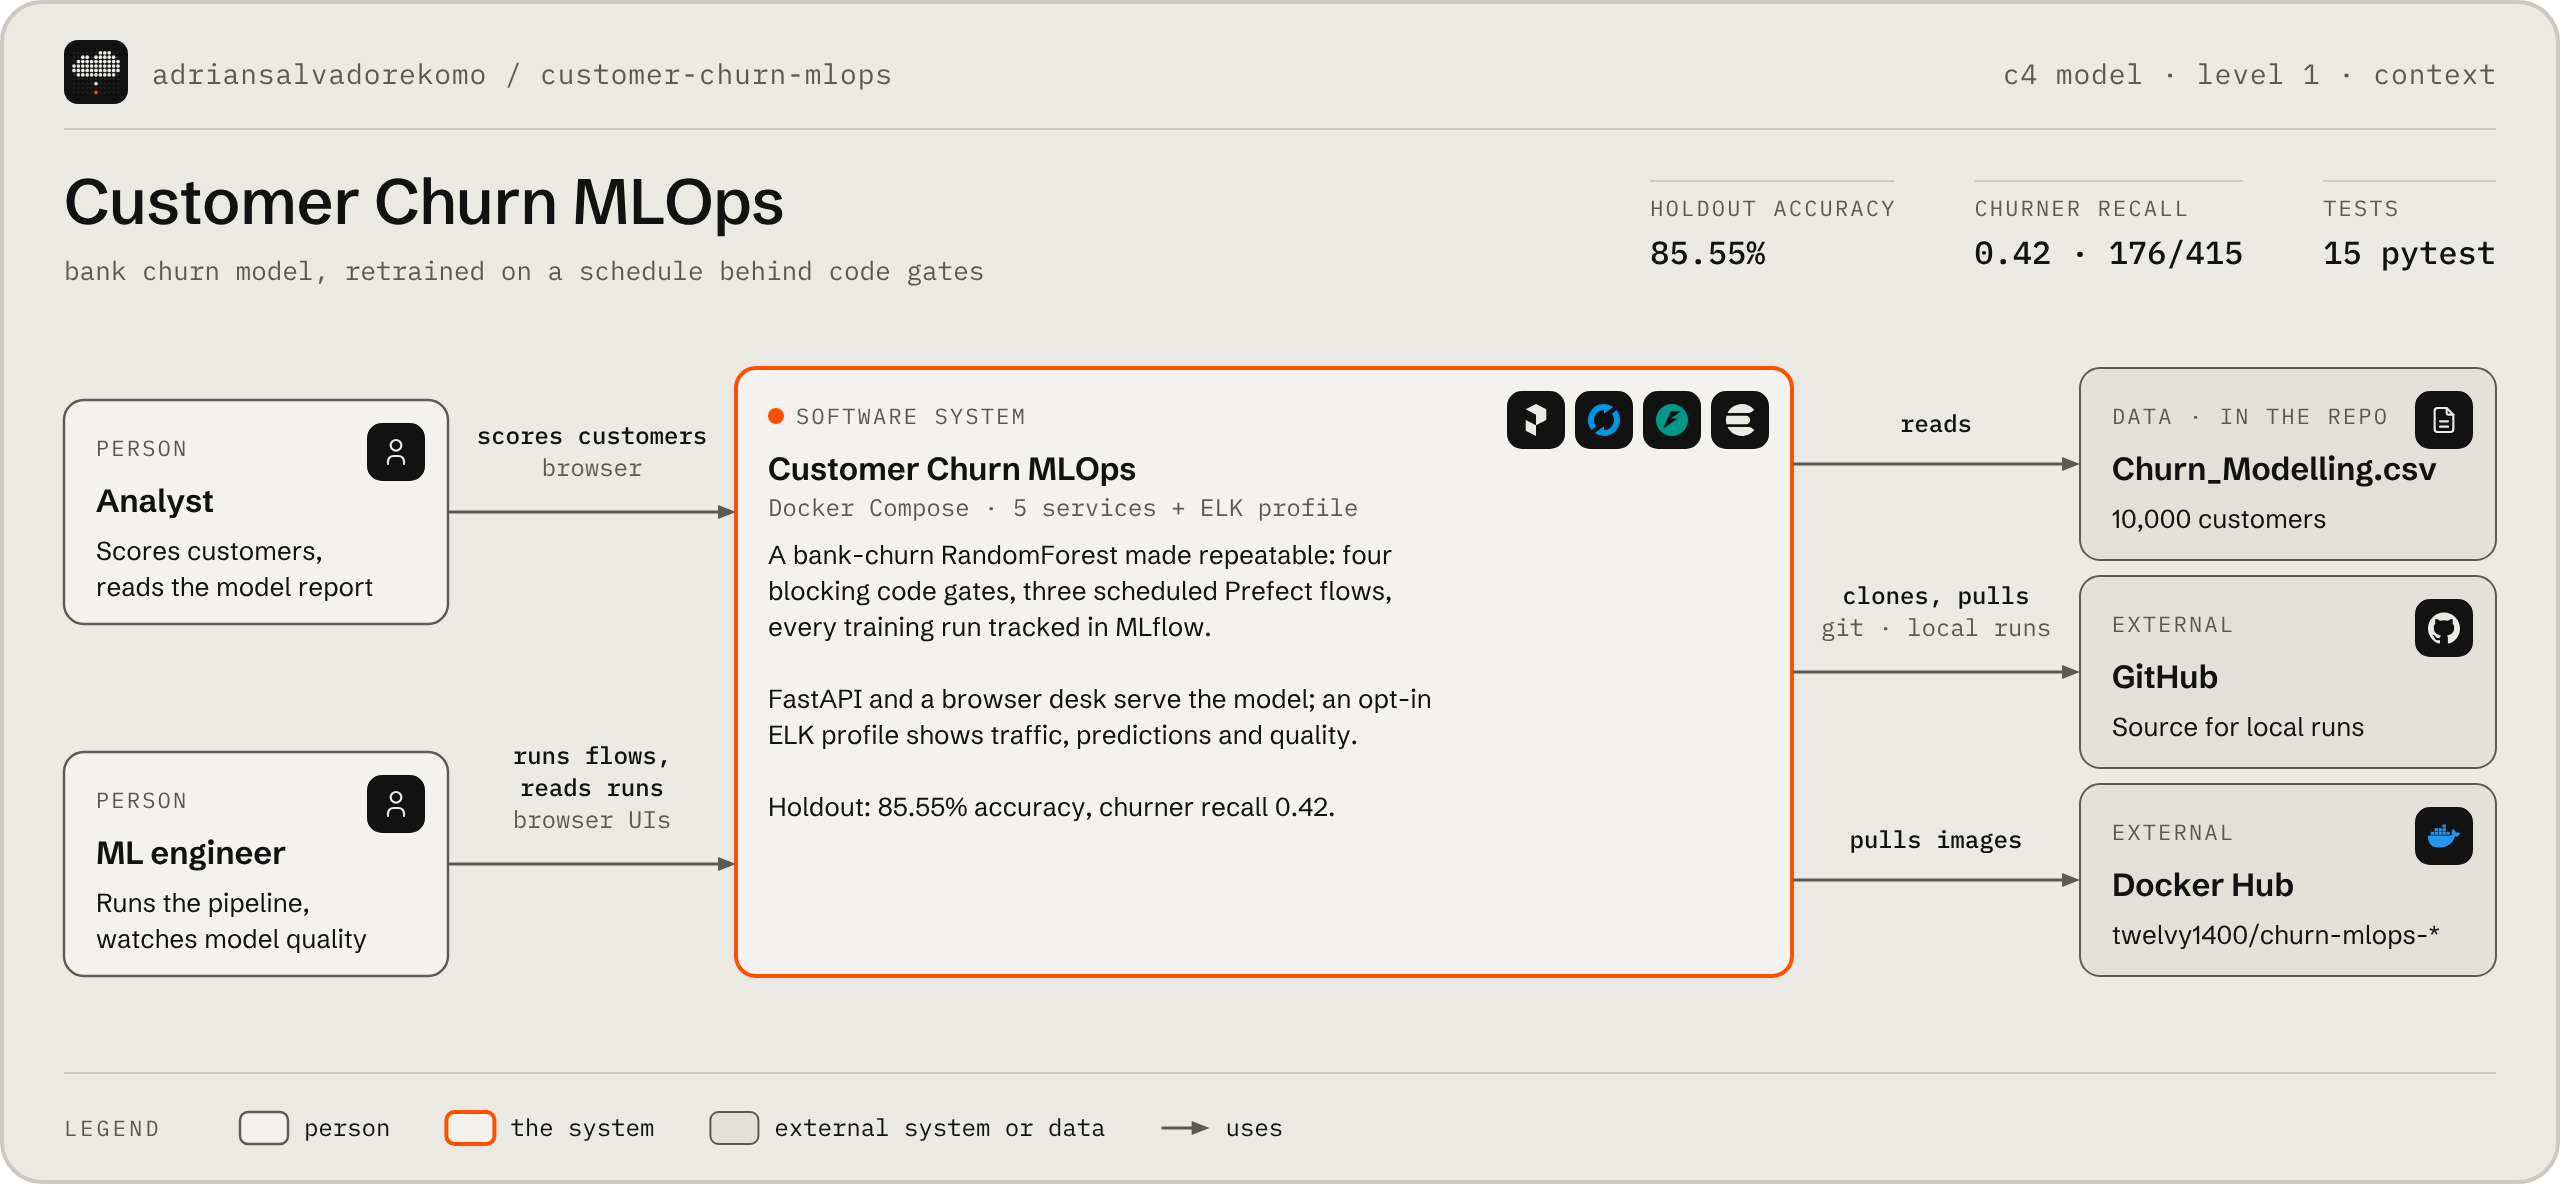 adriansalvadorekomo / customer-churn-mlops
c4 model · level 1 · context
Customer Churn MLOps
bank churn model, retrained on a schedule behind code gates
HOLDOUT ACCURACY
85.55%
CHURNER RECALL
0.42 · 176/415
TESTS
15 pytest
PERSON
Analyst
Scores customers,
reads the model report
scores customers
browser
PERSON
ML engineer
Runs the pipeline,
watches model quality
runs flows,
reads runs
browser UIs
SOFTWARE SYSTEM
Customer Churn MLOps
Docker Compose · 5 services + ELK profile
A bank-churn RandomForest made repeatable: four
blocking code gates, three scheduled Prefect flows,
every training run tracked in MLflow.
FastAPI and a browser desk serve the model; an opt-in
ELK profile shows traffic, predictions and quality.
Holdout: 85.55% accuracy, churner recall 0.42.
reads
DATA · IN THE REPO
Churn_Modelling.csv
10,000 customers
clones, pulls
git · local runs
EXTERNAL
GitHub
Source for local runs
pulls images
EXTERNAL
Docker Hub
twelvy1400/churn-mlops-*
LEGEND
person
the system
external system or data
uses